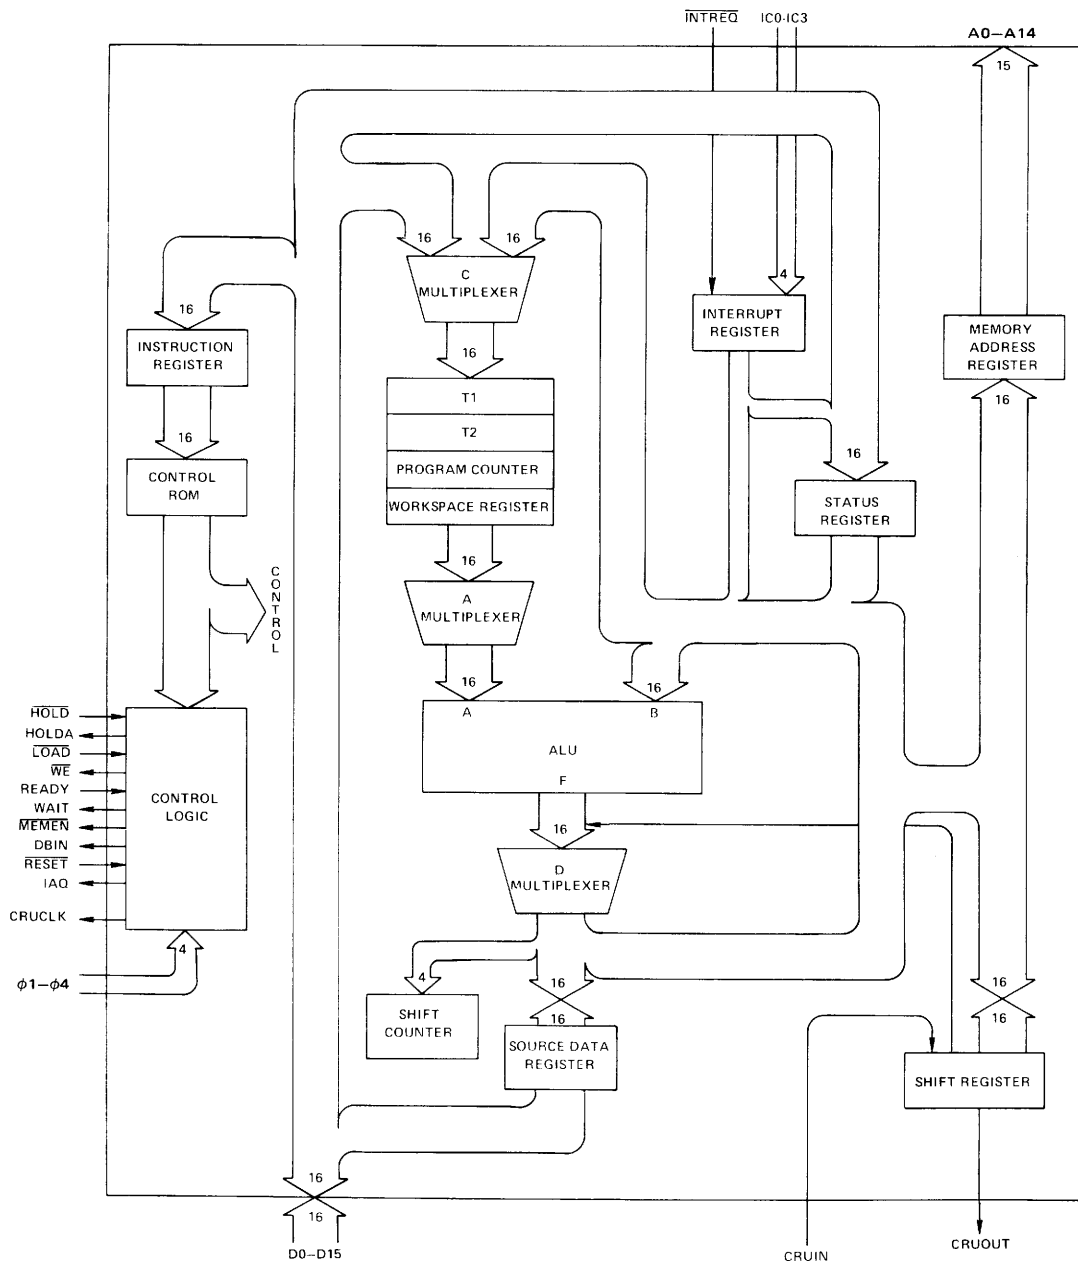 INTREQ IC0-IC3
A0–A14
15
16 16
C
MULTIPLEXER
4
16
INSTRUCTION
REGISTER
INTERRUPT
REGISTER
MEMORY
ADDRESS
REGISTER
16
16
T1
T2
PROGRAM COUNTER
WORKSPACE REGISTER
16
CONTROL
ROM
16
STATUS
REGISTER
16
CONTROL
A
MULTIPLEXER
16 16
A B
ALU
F
HOLD
HOLDA
LOAD
WE
READY
WAIT
MEMEN
DBIN
RESET
IAQ
CRUCLK
CONTROL
LOGIC
16
D
MULTIPLEXER
4
ϕ1–ϕ4
4
SHIFT
COUNTER
16
16
SOURCE DATA
REGISTER
16
16
SHIFT REGISTER
16
16
D0–D15
CRUIN
CRUOUT